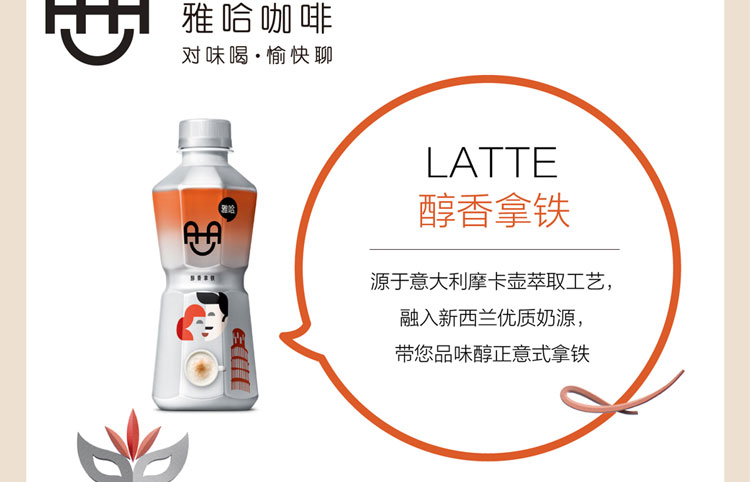 雅哈咖啡
对味喝·愉快聊
LATTE
醇香拿铁
源于意大利摩卡壶萃取工艺，
融入新西兰优质奶源，
带您品味醇正意式拿铁
雅哈
醇香拿铁